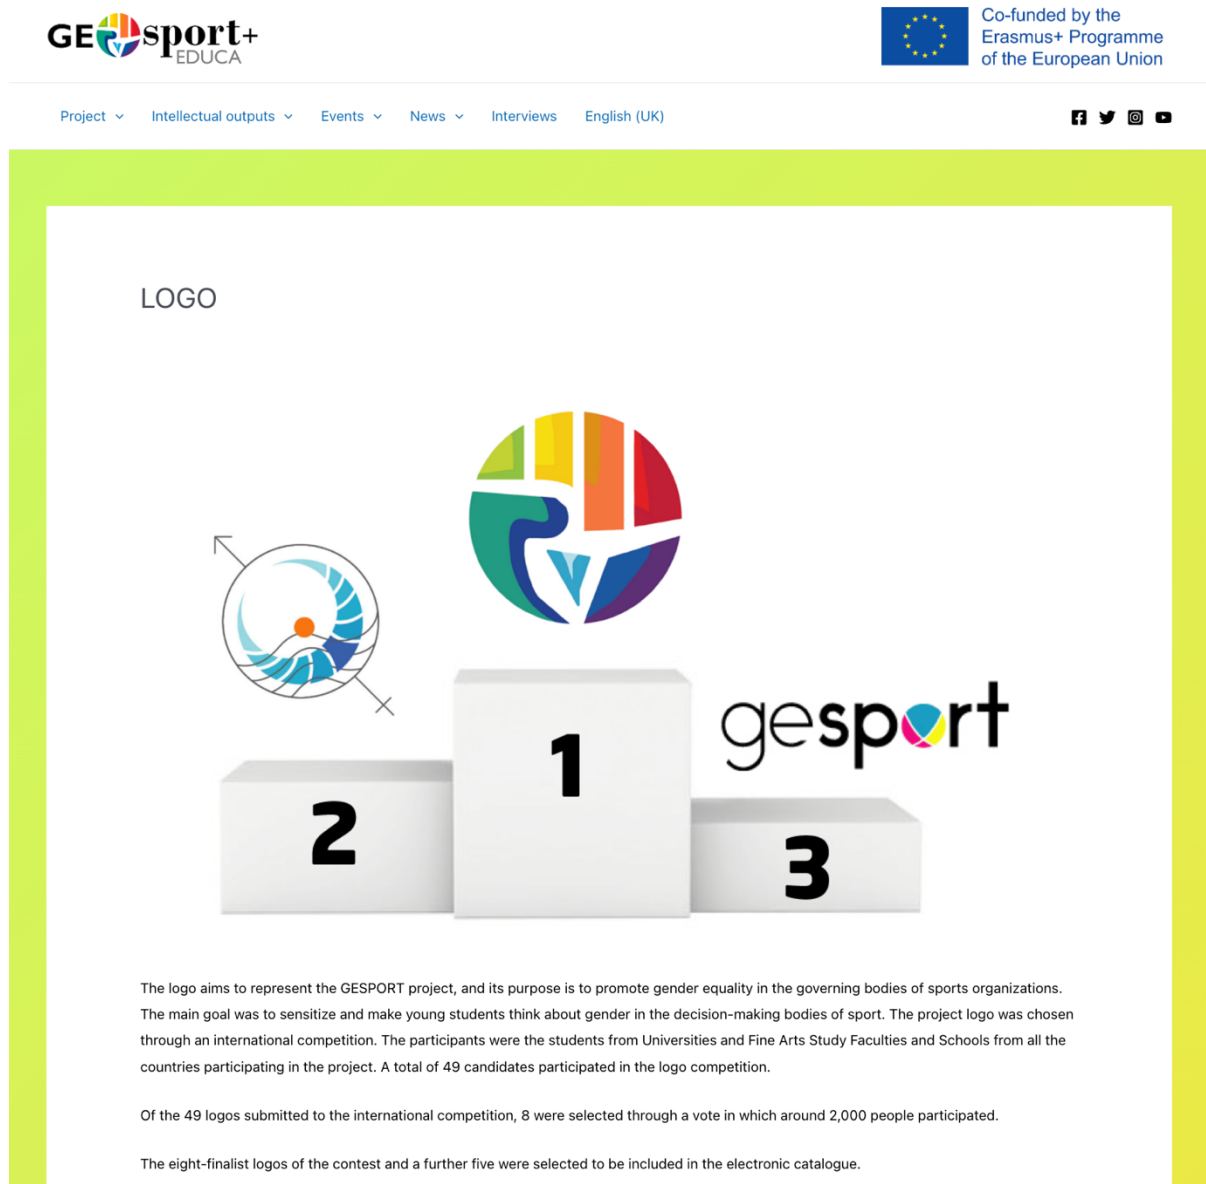 GE sport+
EDUCA
Co-funded by the
Erasmus+ Programme
of the European Union
Project
Intellectual outputs
Events
News
Interviews
English (UK)
LOGO
gesport
1
2
3
The logo aims to represent the GESPORT project, and its purpose is to promote gender equality in the governing bodies of sports organizations.
The main goal was to sensitize and make young students think about gender in the decision-making bodies of sport. The project logo was chosen
through an international competition. The participants were the students from Universities and Fine Arts Study Faculties and Schools from all the
countries participating in the project. A total of 49 candidates participated in the logo competition.
Of the 49 logos submitted to the international competition, 8 were selected through a vote in which around 2,000 people participated.
The eight-finalist logos of the contest and a further five were selected to be included in the electronic catalogue.